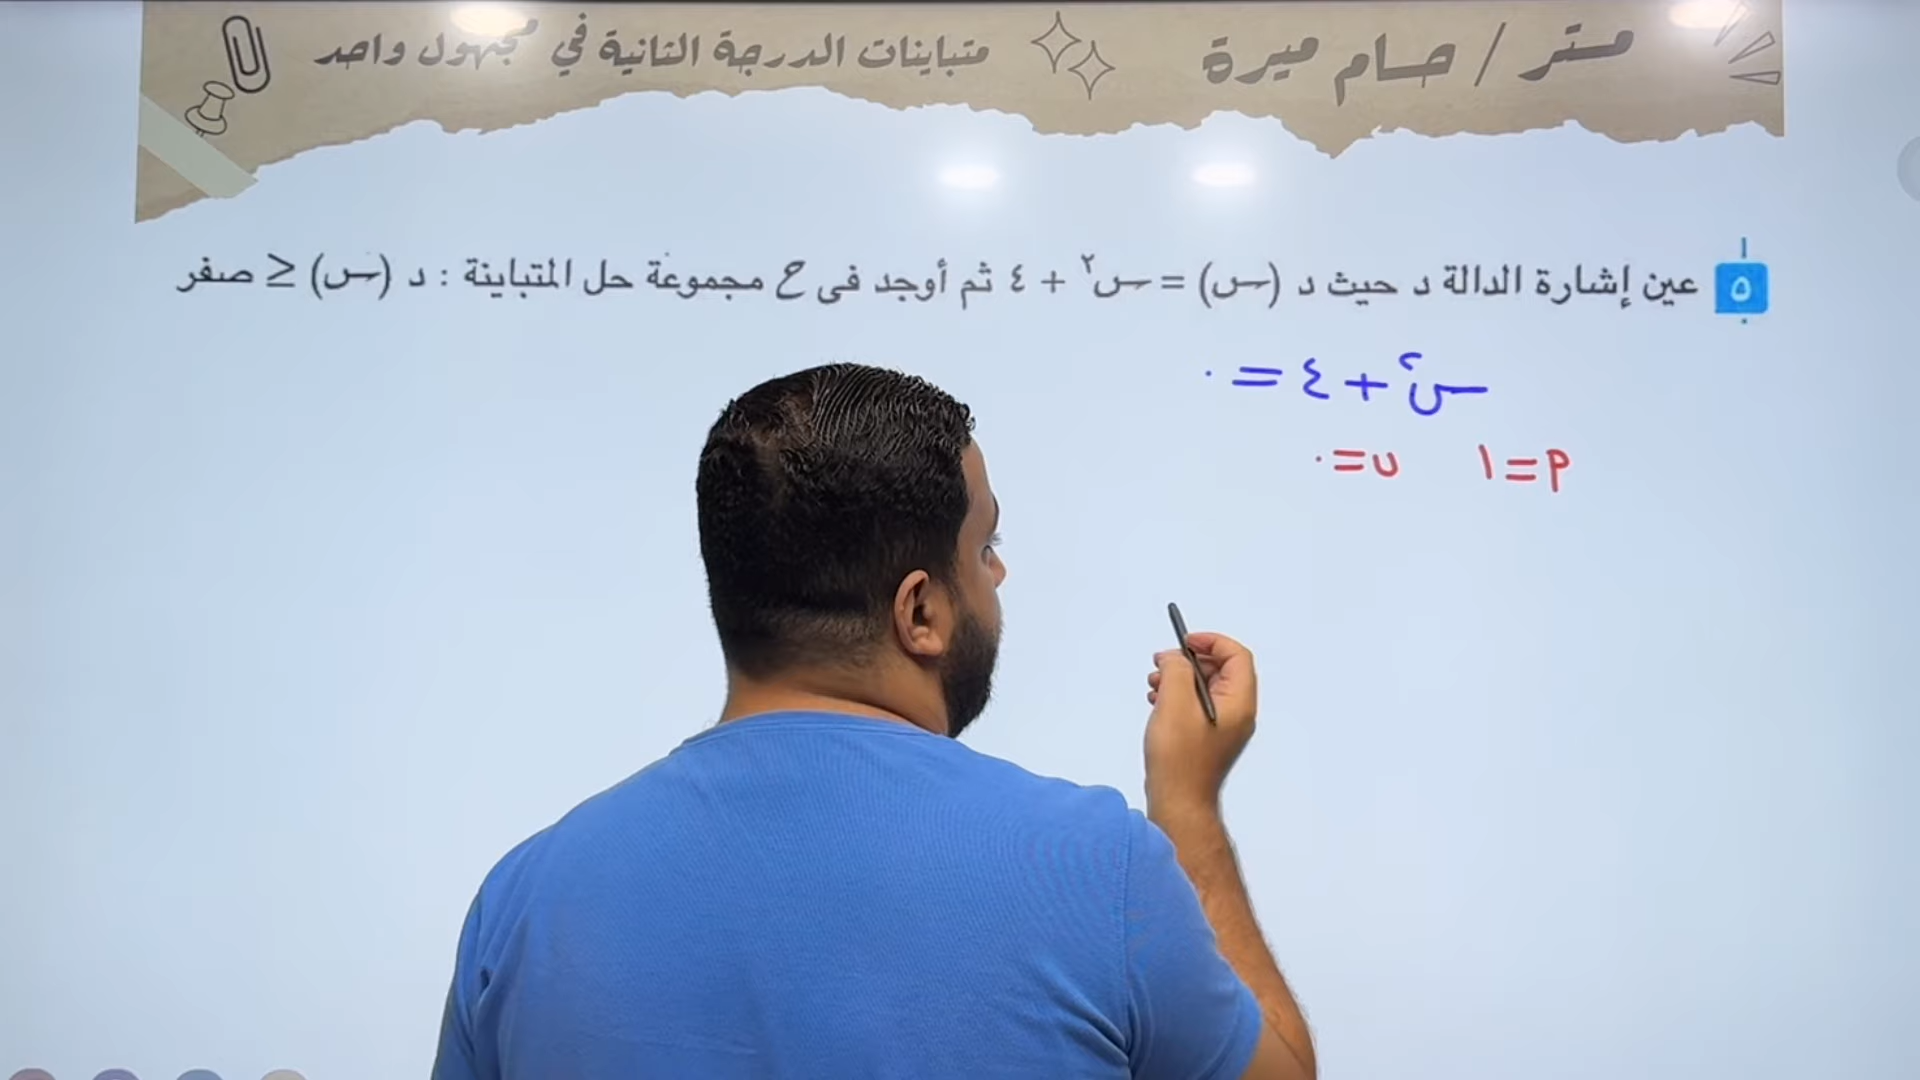 مستر / حسام ميرة متباينات الدرجة الثانية في مجهول واحد
٥ عين إشارة الدالة د حيث د (س) = س٢ + ٤ ثم أوجد فى ح مجموعة حل المتباينة : د (س) ≥ صفر
س٢ + ٤ = ٠
م = ١ ب = ٠